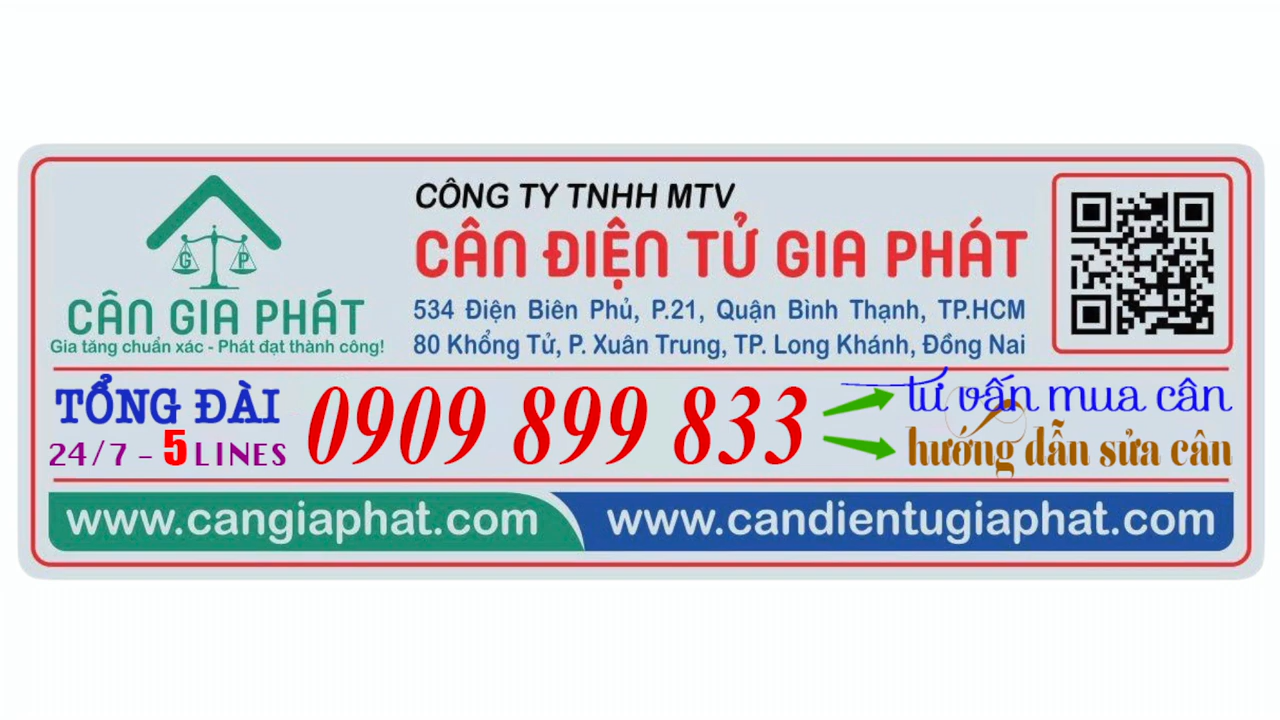 G P
CÂN GIA PHÁT
Gia tăng chuẩn xác - Phát đạt thành công!
CÔNG TY TNHH MTV
CÂN ĐIỆN TỬ GIA PHÁT
534 Điện Biên Phủ, P.21, Quận Bình Thạnh, TP.HCM
80 Khổng Tử, P. Xuân Trung, TP. Long Khánh, Đồng Nai
TỔNG ĐÀI
24/7 - 5 LINES
0909 899 833
tư vấn mua cân
hướng dẫn sửa cân
www.cangiaphat.com
www.candientugiaphat.com